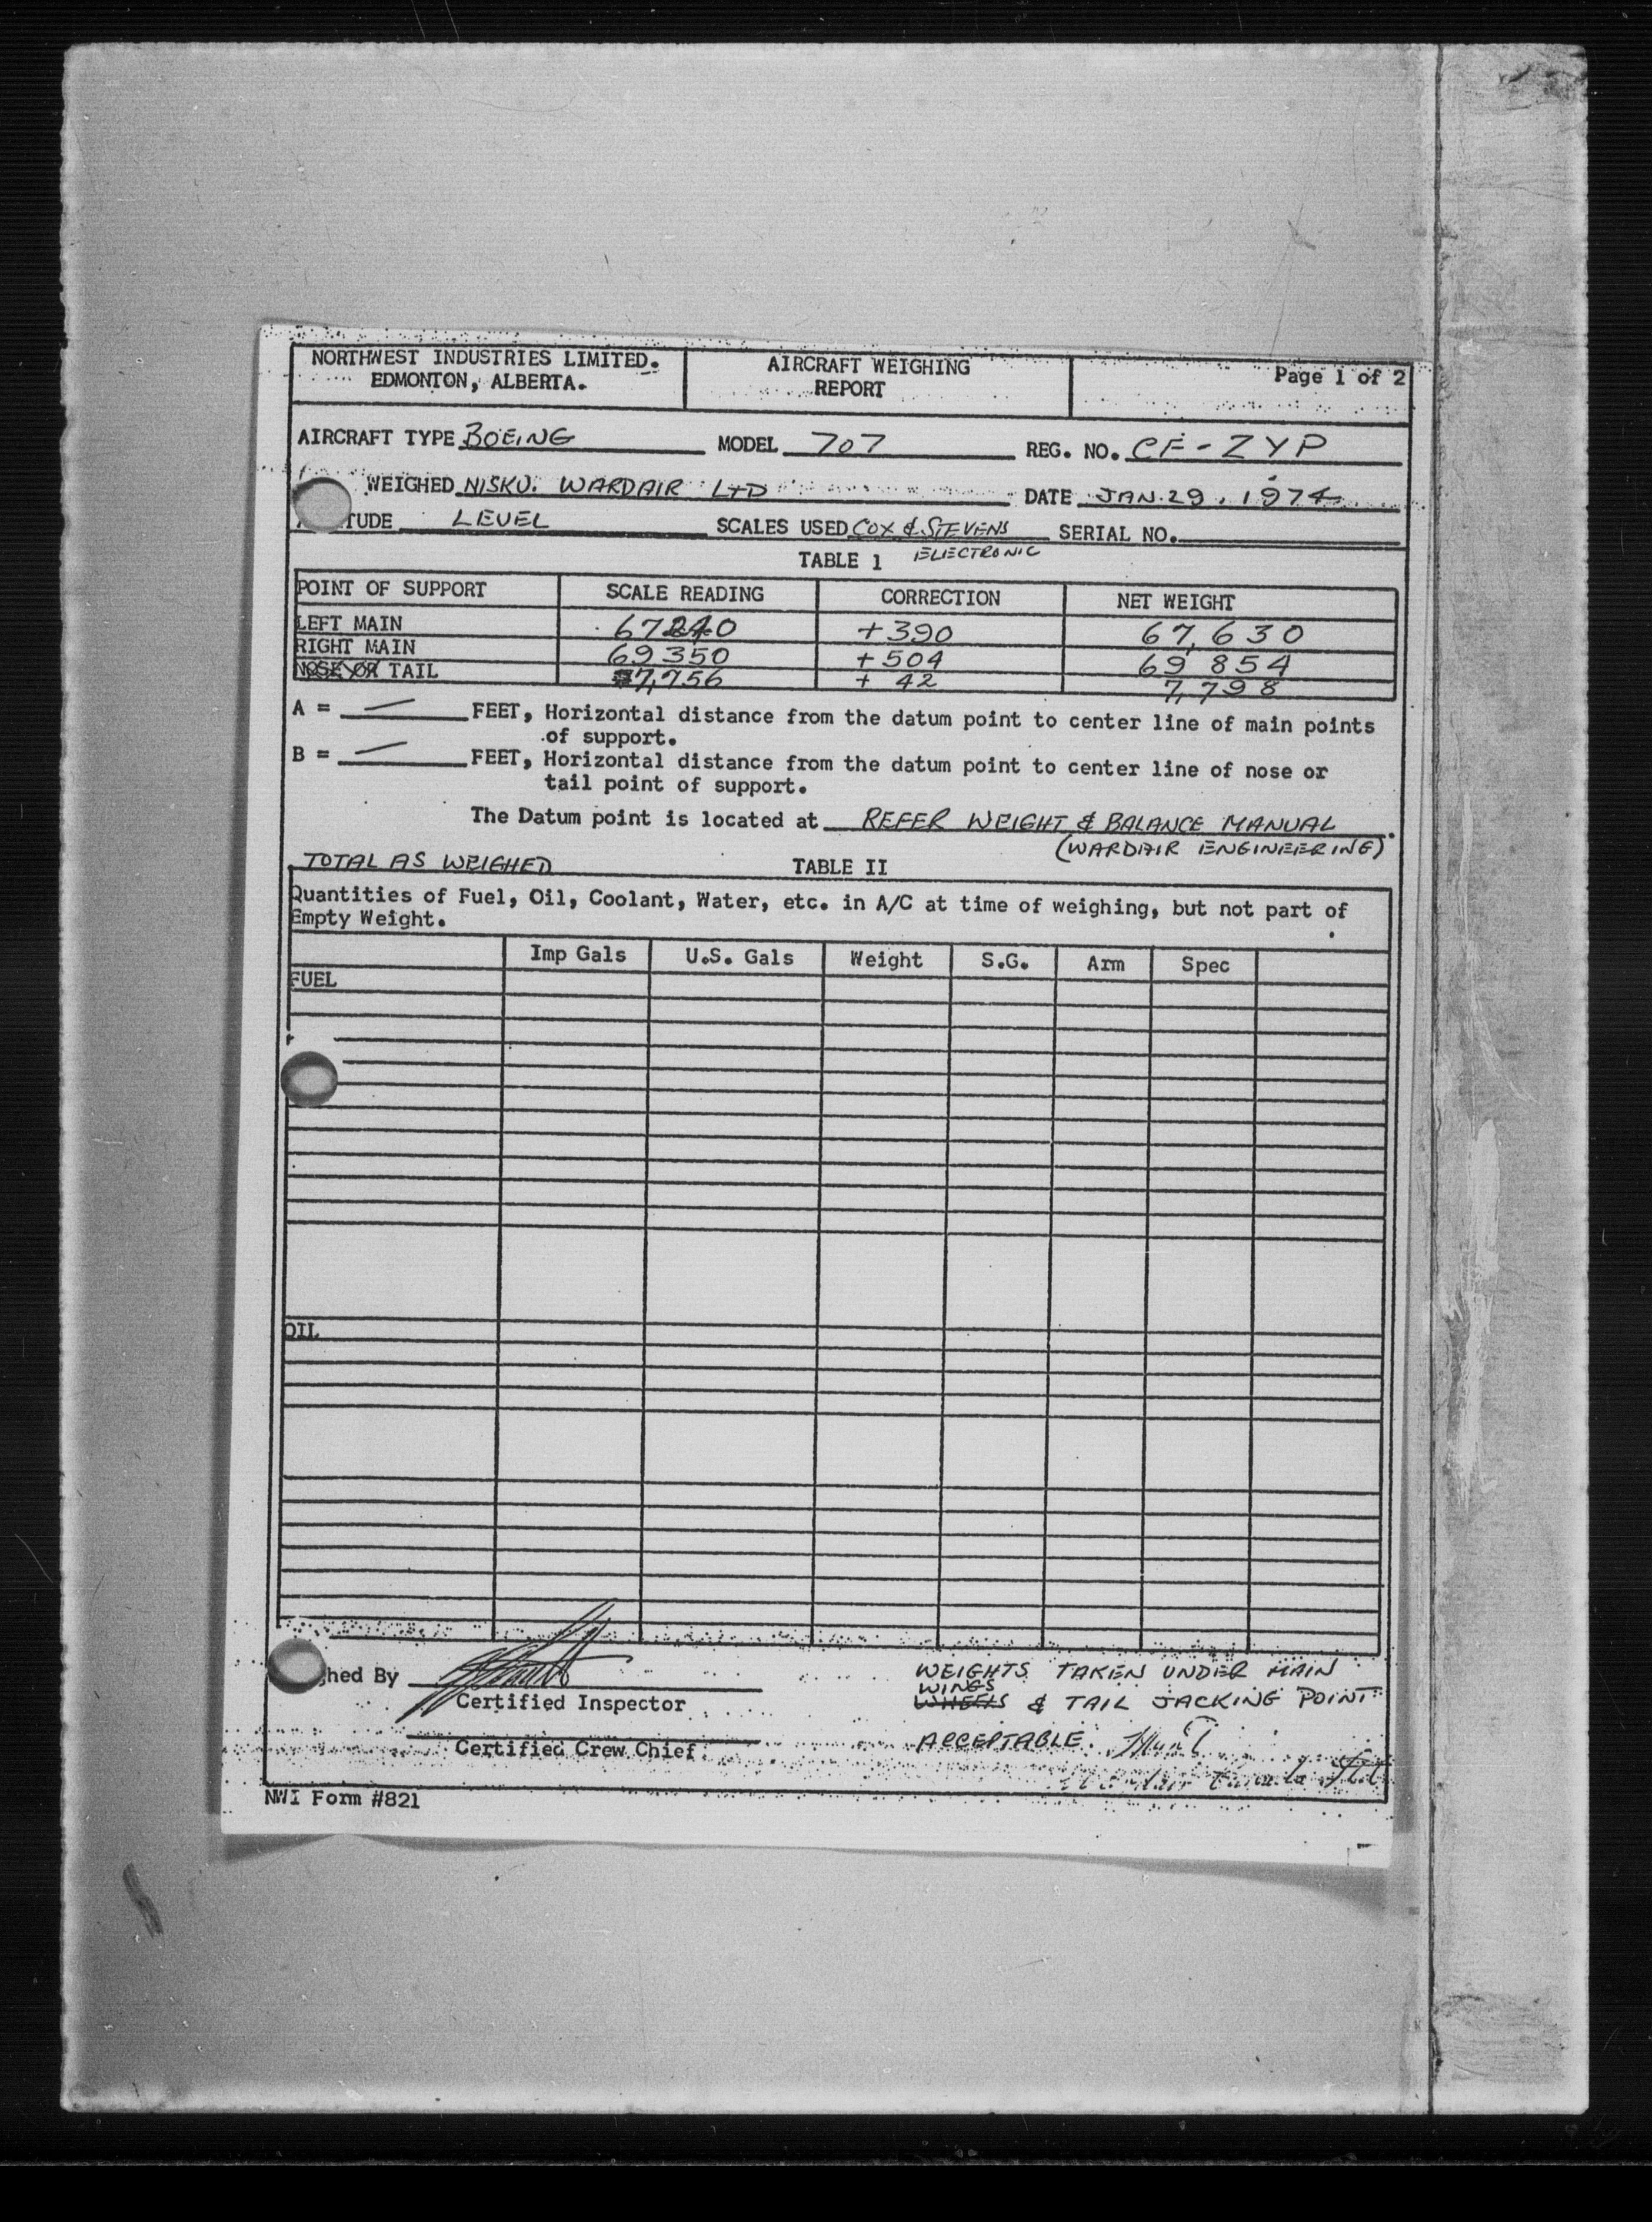 NORTHWEST INDUSTRIES LIMITED.
EDMONTON, ALBERTA.
AIRCRAFT WEIGHING
REPORT
Page 1 of 2
AIRCRAFT TYPE BOEING MODEL 707 REG. NO. CF-ZYP
WEIGHED NISKU. WARDAIR LTD DATE JAN.29.1974
TUDE LEVEL SCALES USED COX & STEVENS SERIAL NO.
TABLE 1 ELECTRONIC
POINT OF SUPPORT SCALE READING CORRECTION NET WEIGHT
LEFT MAIN 67240 +390 67,630
RIGHT MAIN 69350 +504 69 854
NOSE OR TAIL 7,756 + 42 7,798
A = — FEET, Horizontal distance from the datum point to center line of main points
of support.
B = — FEET, Horizontal distance from the datum point to center line of nose or
tail point of support.
The Datum point is located at REFER WEIGHT & BALANCE MANUAL.
(WARDAIR ENGINEERING)
TOTAL AS WEIGHED TABLE II
Quantities of Fuel, Oil, Coolant, Water, etc. in A/C at time of weighing, but not part of
Empty Weight.
Imp Gals U.S. Gals Weight S.G. Arm Spec
FUEL
OIL
hed By
Certified Inspector
Certified Crew Chief
WEIGHTS TAKEN UNDER MAIN
WINGS
WHEELS & TAIL JACKING POINT
ACCEPTABLE.
NWI Form #821